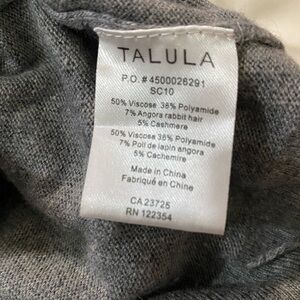 TALULA
P.O.#4500026291
SC10
50% Viscose 38% Polyamide
7% Angora rabbit hair
5% Cashmere
50% Viscose 38% Polyamide
7% Poil de lapin angora
5% Cachemire
Made in China
Fabriqué en Chine
CA 23725
RN 122354